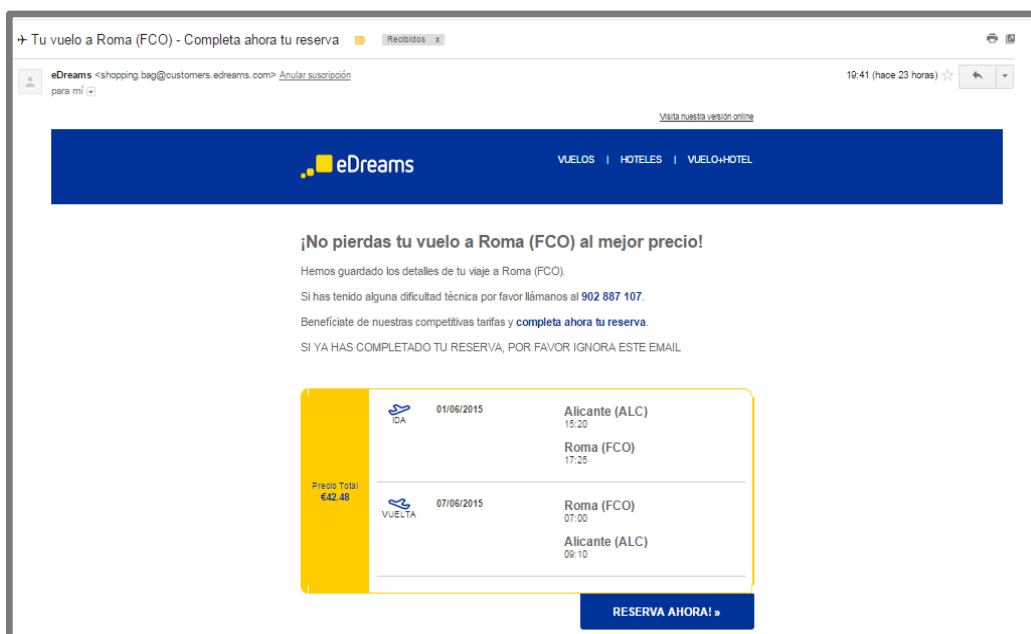 Tu vuelo a Roma (FCO) - Completa ahora tu reserva Recibidos x
eDreams <shopping.bag@customers.edreams.com> Anular suscripción
19:41 (hace 23 horas)
para mí
Visita nuestra versión online
eDreams
VUELOS | HOTELES | VUELO+HOTEL
¡No pierdas tu vuelo a Roma (FCO) al mejor precio!
Hemos guardado los detalles de tu viaje a Roma (FCO).
Si has tenido alguna dificultad técnica por favor llámanos al 902 887 107.
Benefíciate de nuestras competitivas tarifas y completa ahora tu reserva.
SI YA HAS COMPLETADO TU RESERVA, POR FAVOR IGNORA ESTE EMAIL
Precio Total
€42.48
IDA
01/06/2015
Alicante (ALC)
15:20
Roma (FCO)
17:25
VUELTA
07/06/2015
Roma (FCO)
07:00
Alicante (ALC)
09:10
RESERVA AHORA! »